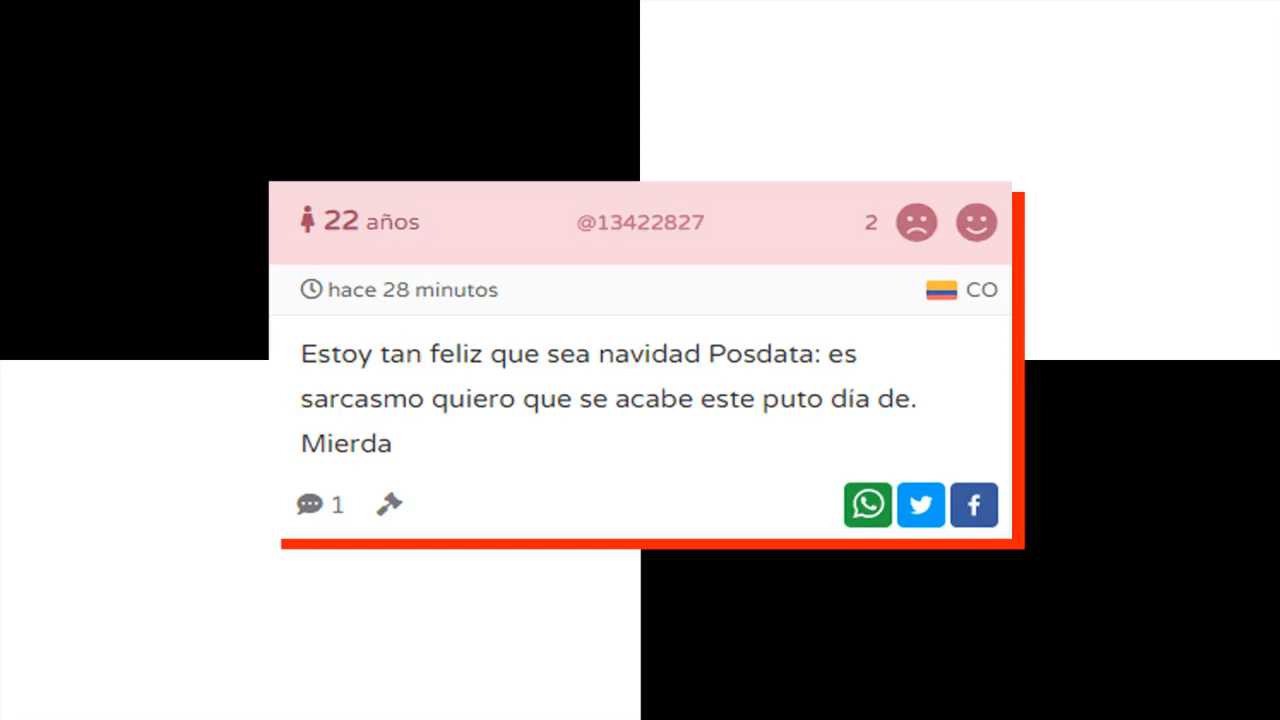 22 años @13422827 2
hace 28 minutos CO
Estoy tan feliz que sea navidad Posdata: es
sarcasmo quiero que se acabe este puto día de.
Mierda
1